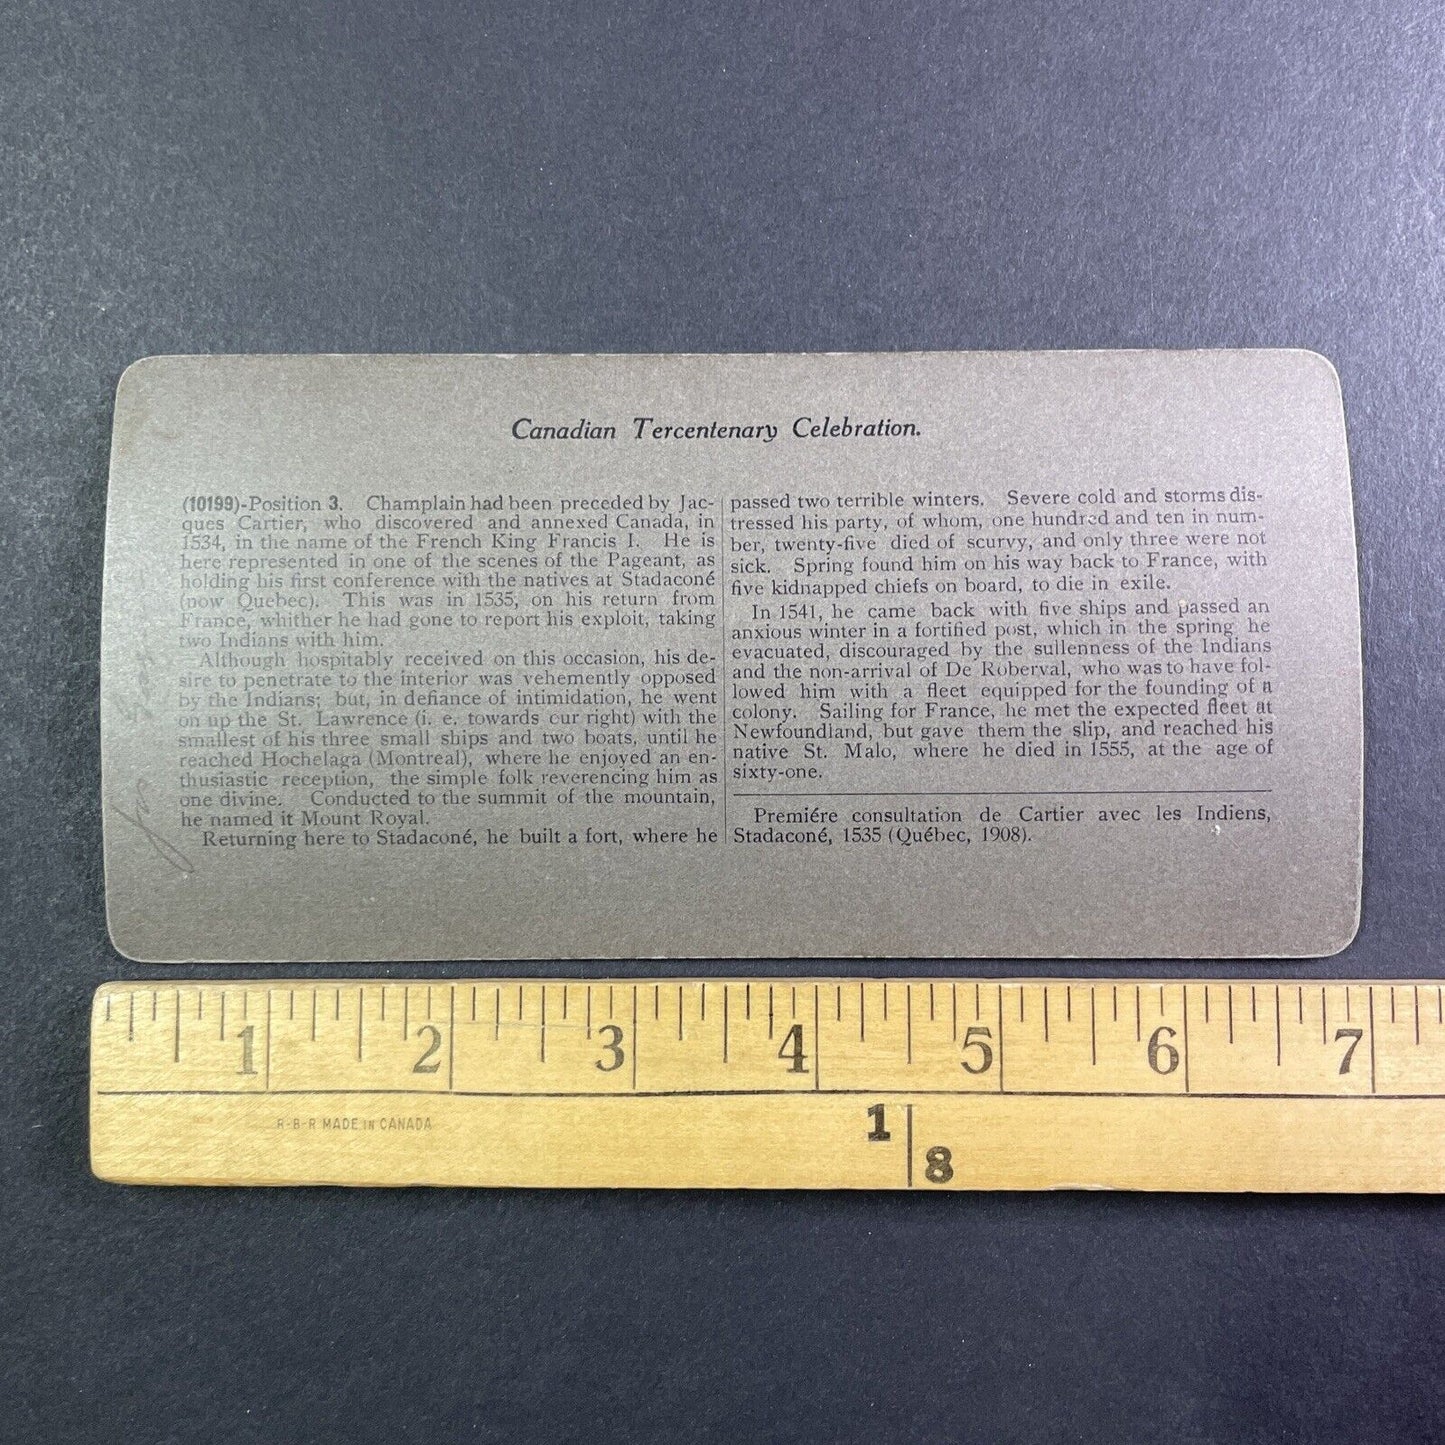 Canadian Tercentenary Celebration.
(10199)-Position 3. Champlain had been preceded by Jac-
ques Cartier, who discovered and annexed Canada, in
1534, in the name of the French King Francis I. He is
here represented in one of the scenes of the Pageant, as
holding his first conference with the natives at Stadaconé
(now Quebec). This was in 1535, on his return from
France, whither he had gone to report his exploit, taking
two Indians with him.
Although hospitably received on this occasion, his de-
sire to penetrate to the interior was vehemently opposed
by the Indians; but, in defiance of intimidation, he went
on up the St. Lawrence (i. e. towards our right) with the
smallest of his three small ships and two boats, until he
reached Hochelaga (Montreal), where he enjoyed an en-
thusiastic reception, the simple folk reverencing him as
one divine. Conducted to the summit of the mountain,
he named it Mount Royal.
Returning here to Stadaconé, he built a fort, where he
passed two terrible winters. Severe cold and storms dis-
tressed his party, of whom, one hundred and ten in num-
ber, twenty-five died of scurvy, and only three were not
sick. Spring found him on his way back to France, with
five kidnapped chiefs on board, to die in exile.
In 1541, he came back with five ships and passed an
anxious winter in a fortified post, which in the spring he
evacuated, discouraged by the sullenness of the Indians
and the non-arrival of De Roberval, who was to have fol-
lowed him with a fleet equipped for the founding of a
colony. Sailing for France, he met the expected fleet at
Newfoundland, but gave them the slip, and reached his
native St. Malo, where he died in 1555, at the age of
sixty-one.
Premiére consultation de Cartier avec les Indiens,
Stadaconé, 1535 (Québec, 1908).
1 2 3 4 5 6 7
R-B-R MADE IN CANADA
1
8